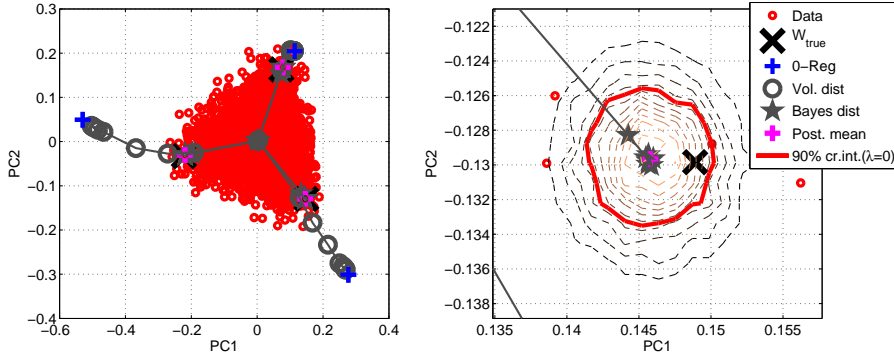 0.3
0.2
0.1
0
−0.1
−0.2
−0.3
−0.4
PC2
−0.6
−0.4
−0.2
0
0.2
0.4
PC1
−0.122
−0.124
−0.126
−0.128
−0.13
−0.132
−0.134
−0.136
−0.138
PC2
0.135
0.14
0.145
0.15
0.155
PC1
Data
W_true
0−Reg
Vol. dist
Bayes dist
Post. mean
90% cr.int.(λ=0)